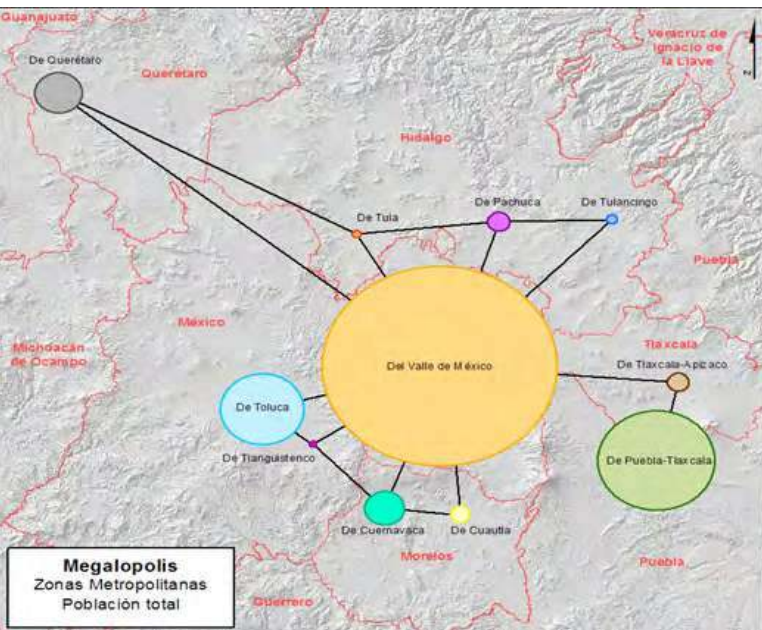 Guanajuato
De Querétaro
Querétaro
Veracruz de
Ignacio de
la Llave
N
Hidalgo
De Tula
De Pachuca
De Tulancingo
Puebla
México
Michoacán
de Ocampo
Del Valle de México
Tlaxcala
De Tlaxcala-Apizaco
De Toluca
De Tianguistenco
De Puebla-Tlaxcala
De Cuernavaca
De Cuautla
Morelos
Puebla
Guerrero
Megalopolis
Zonas Metropolitanas
Población total